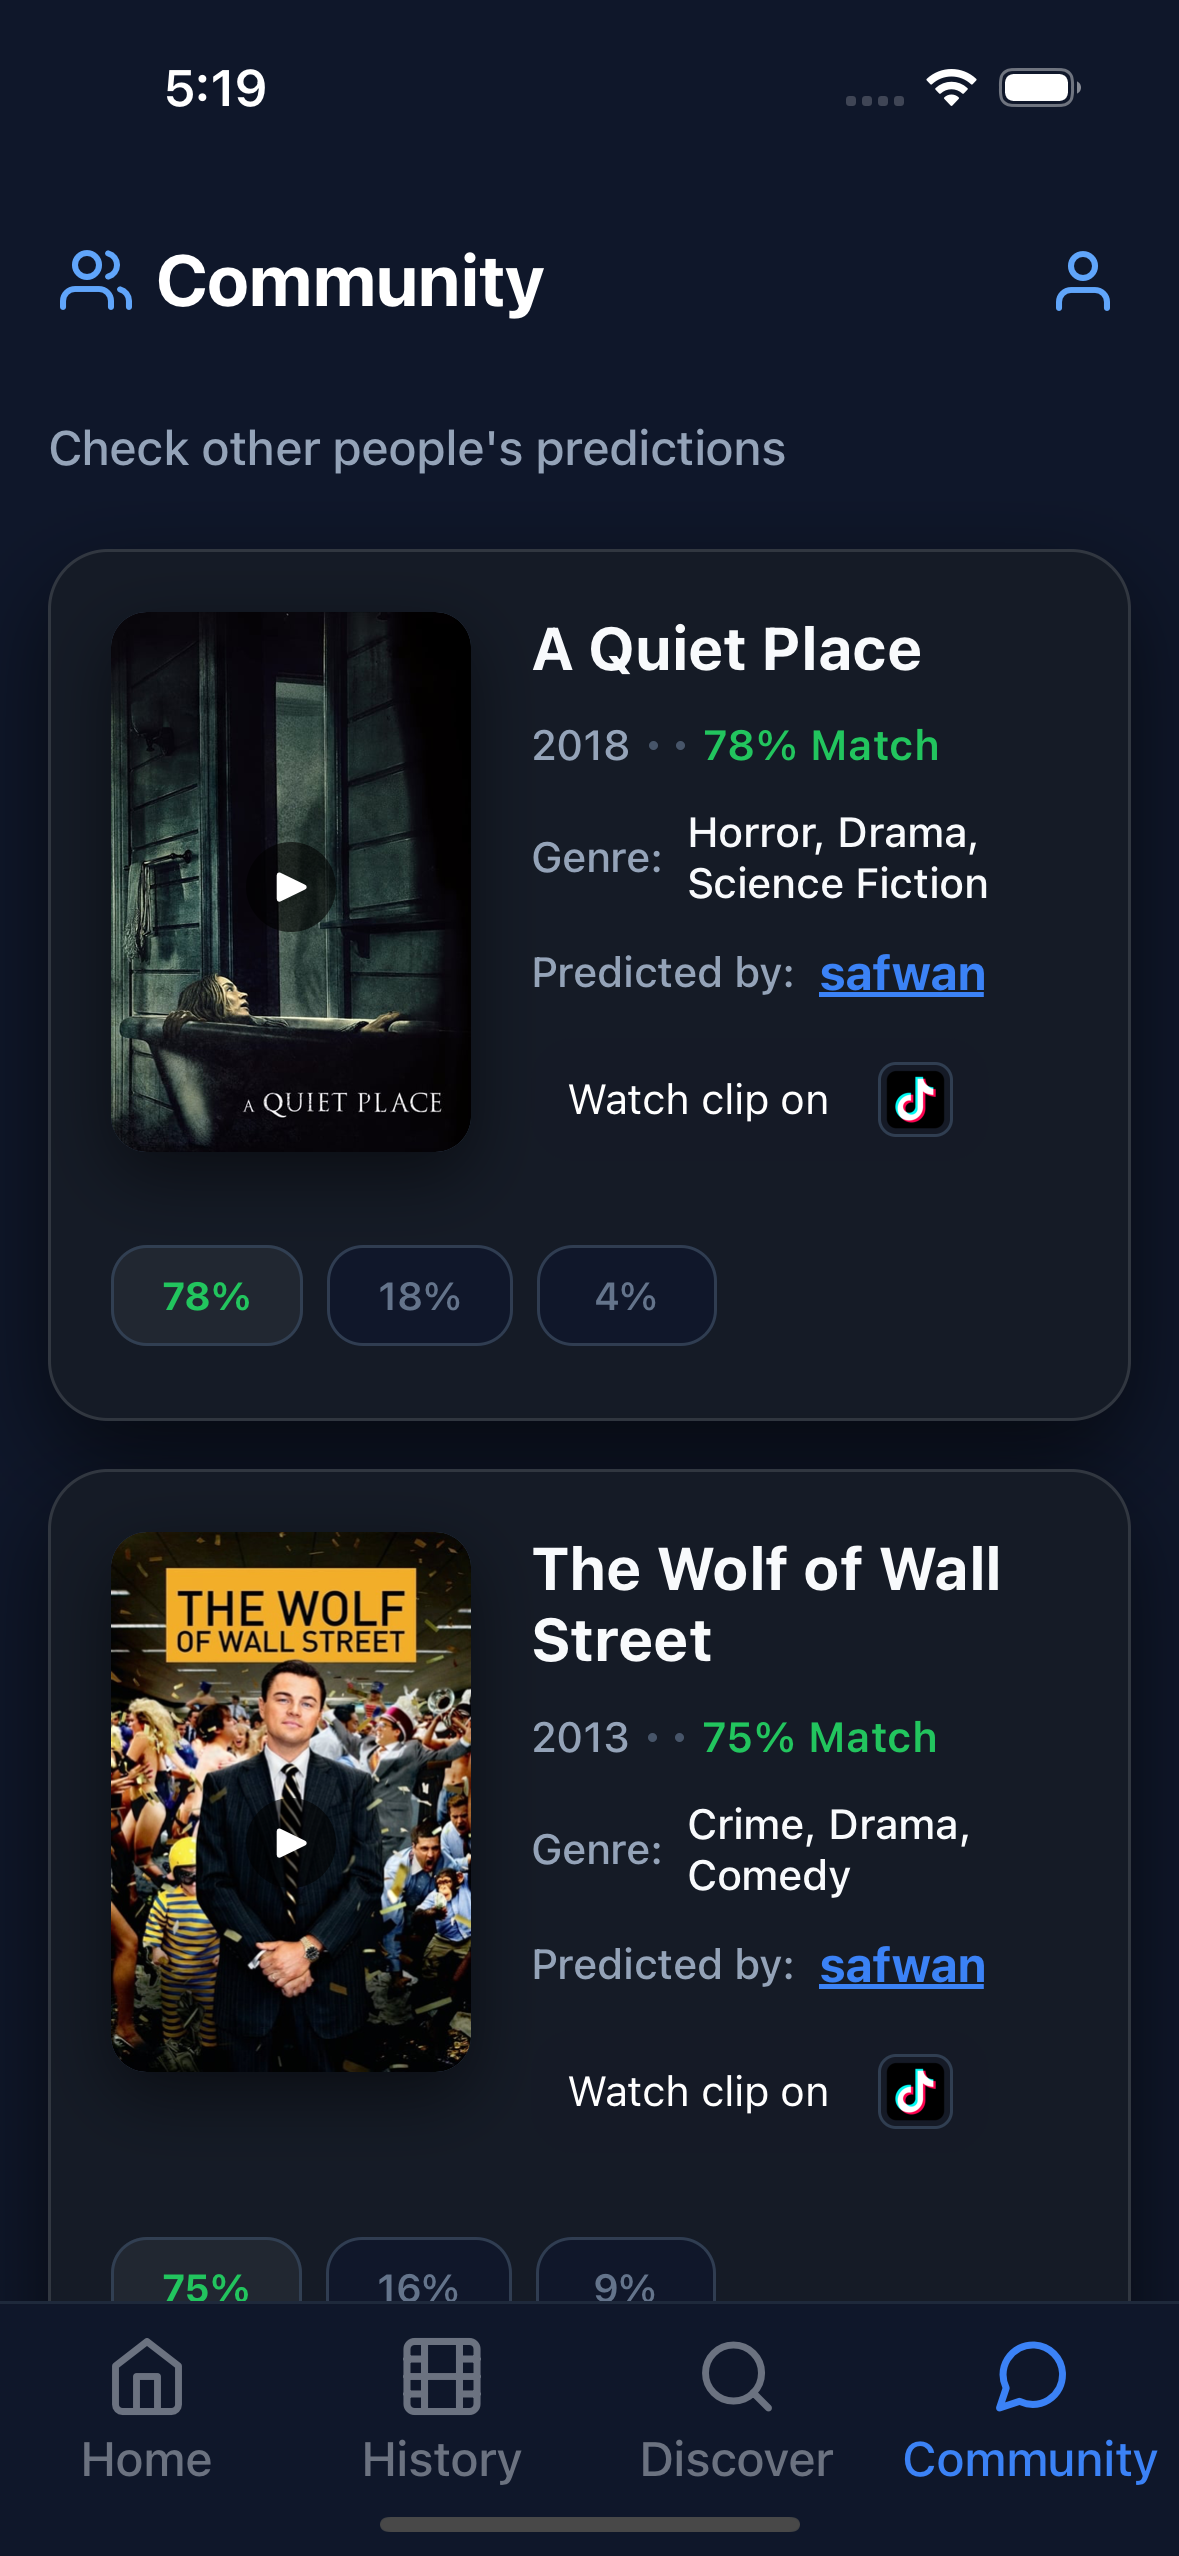 5:19
Community
Check other people's predictions
A QUIET PLACE
A Quiet Place
2018 • • 78% Match
Genre: Horror, Drama,
Science Fiction
Predicted by: safwan
Watch clip on
78% 18% 4%
THE WOLF
OF WALL STREET
The Wolf of Wall
Street
2013 • • 75% Match
Genre: Crime, Drama,
Comedy
Predicted by: safwan
Watch clip on
75% 16% 9%
Home History Discover Community